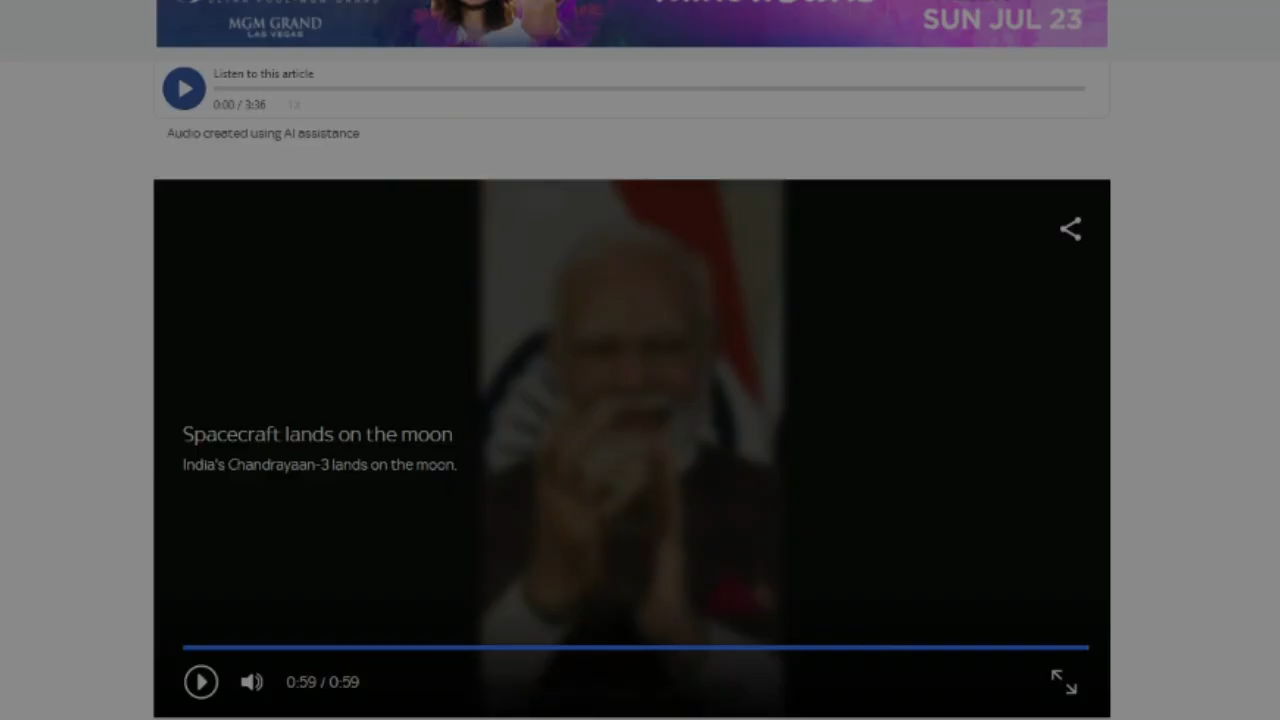 MGM GRAND
LAS VEGAS
SUN JUL 23
Listen to this article
0:00 / 3:36 1X
Audio created using AI assistance
Spacecraft lands on the moon
India's Chandrayaan-3 lands on the moon.
0:59 / 0:59